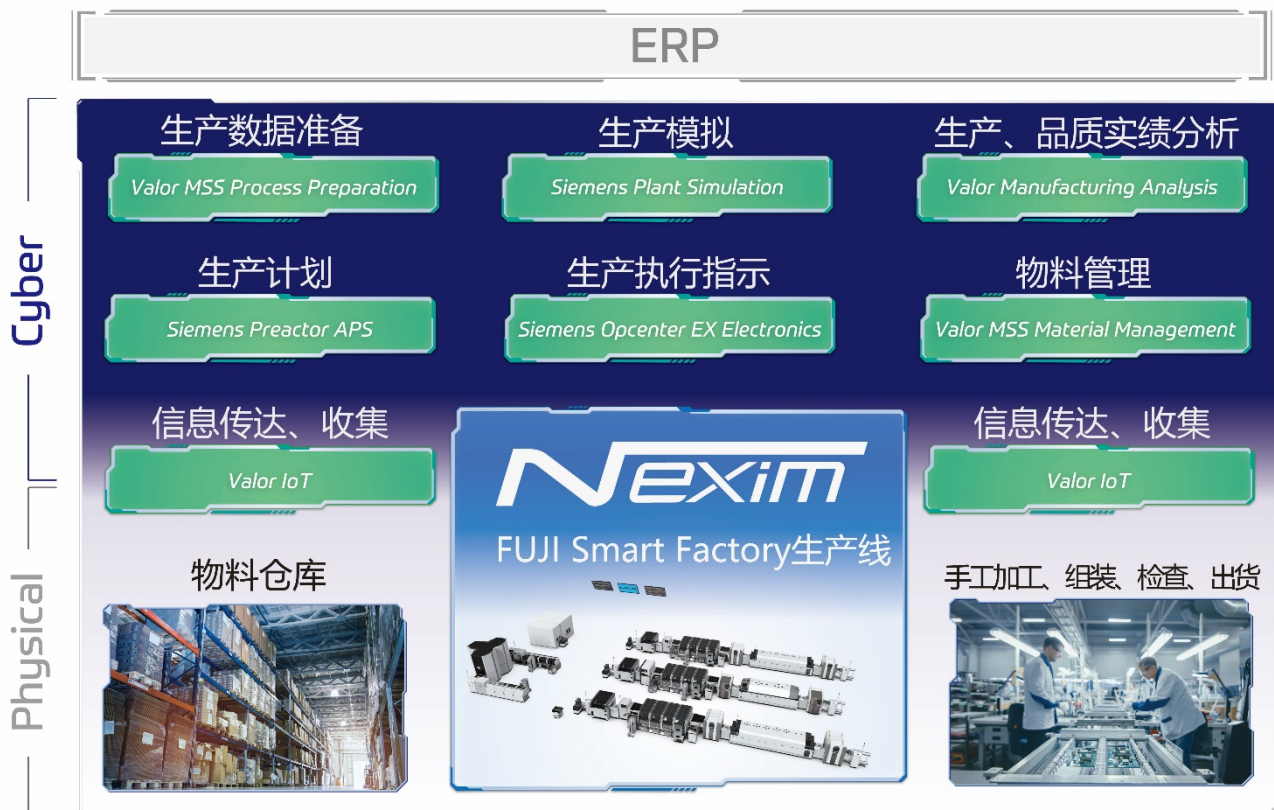 ERP
Cyber
生产数据准备
Valor MSS Process Preparation
生产模拟
Siemens Plant Simulation
生产、品质实绩分析
Valor Manufacturing Analysis
生产计划
Siemens Preactor APS
生产执行指示
Siemens Opcenter EX Electronics
物料管理
Valor MSS Material Management
信息传达、收集
Valor IoT
NEXIM
FUJI Smart Factory生产线
信息传达、收集
Valor IoT
Physical
物料仓库
手工加工、组装、检查、出货